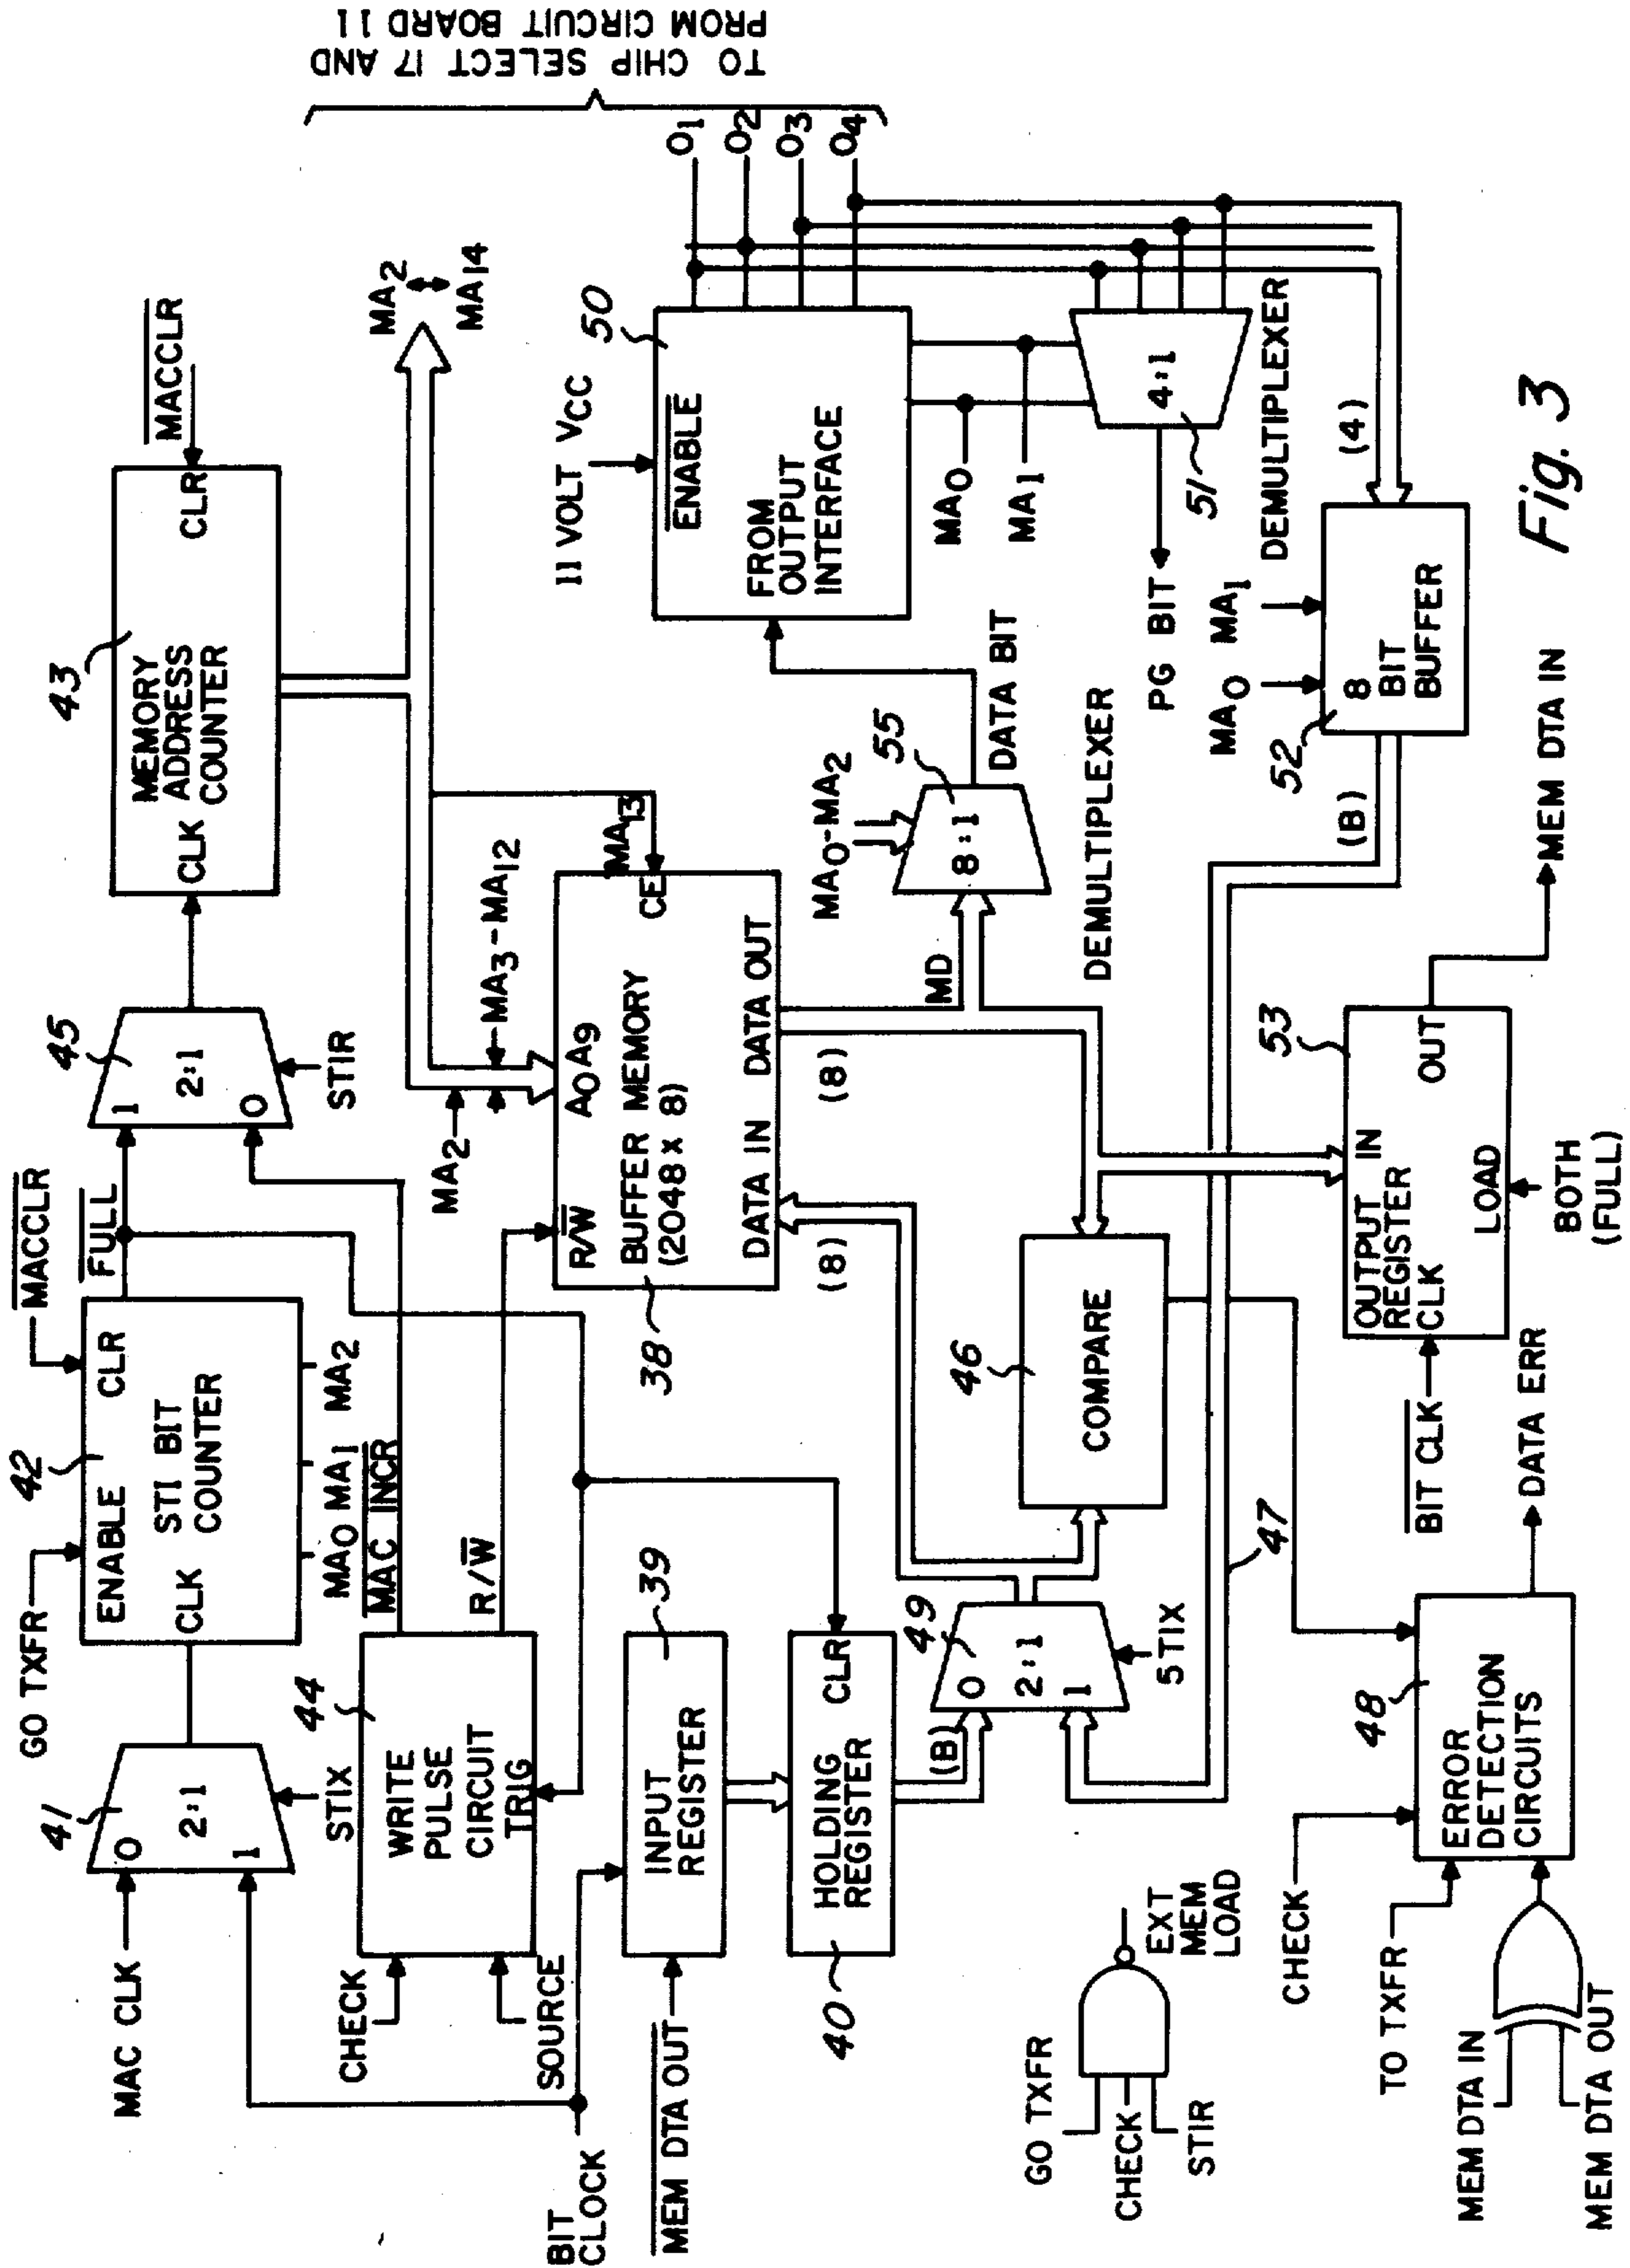 TO CHIP SELECT 17 AND
PROM CIRCUIT BOARD 11
MAC CLK
41
0
2:1
1
STIX
GO TXFR
42
MACCLR
ENABLE CLR
STI BIT
COUNTER
CLK
MA0 MA1 MA2
FULL
45
1
2:1
0
STIR
43
MEMORY
ADDRESS
COUNTER
CLK
CLR
MACCLR
MA2
MA14
CHECK
SOURCE
44
WRITE
PULSE
CIRCUIT
TRIG
MAC INCR
R/W
MA2
MA3-MA12
MA13
38
R/W
A0A9
CE
BUFFER MEMORY
(2048 x 8)
DATA IN DATA OUT
(8)
(8)
11 VOLT VCC
50
ENABLE
FROM
OUTPUT
INTERFACE
O1
O2
O3
O4
BIT
CLOCK
MEM DTA OUT
39
INPUT
REGISTER
40
HOLDING
REGISTER
CLR
(B)
49
0
2:1
1
5TIX
46
COMPARE
47
MD
MA0-MA2
55
8:1
DATA BIT
DEMULTIPLEXER
MA0
MA1
4:1
51
PG BIT
DEMULTIPLEXER
MA0 MA1
52
8
BIT
BUFFER
(4)
(B)
GO TXFR
CHECK
STIR
EXT
MEM
LOAD
CHECK
TO TXFR
MEM DTA IN
MEM DTA OUT
48
ERROR
DETECTION
CIRCUITS
DATA ERR
BIT CLK
53
OUTPUT IN
REGISTER
CLK
LOAD
OUT
BOTH
(FULL)
MEM DTA IN
Fig. 3